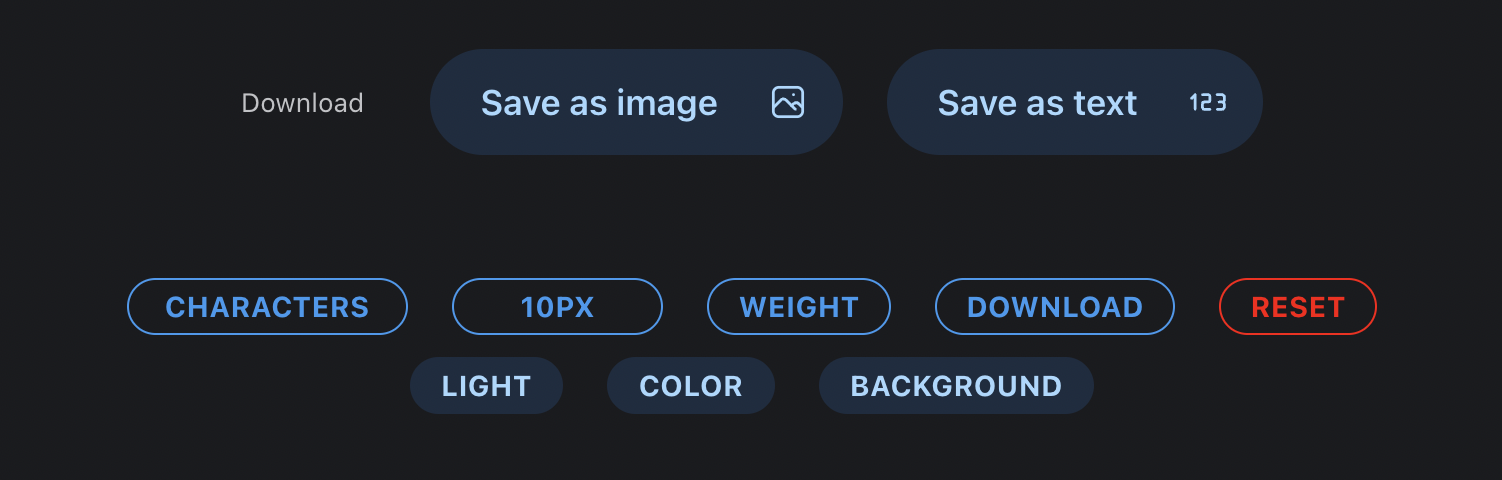 Download Save as image Save as text 123
CHARACTERS 10PX WEIGHT DOWNLOAD RESET
LIGHT COLOR BACKGROUND